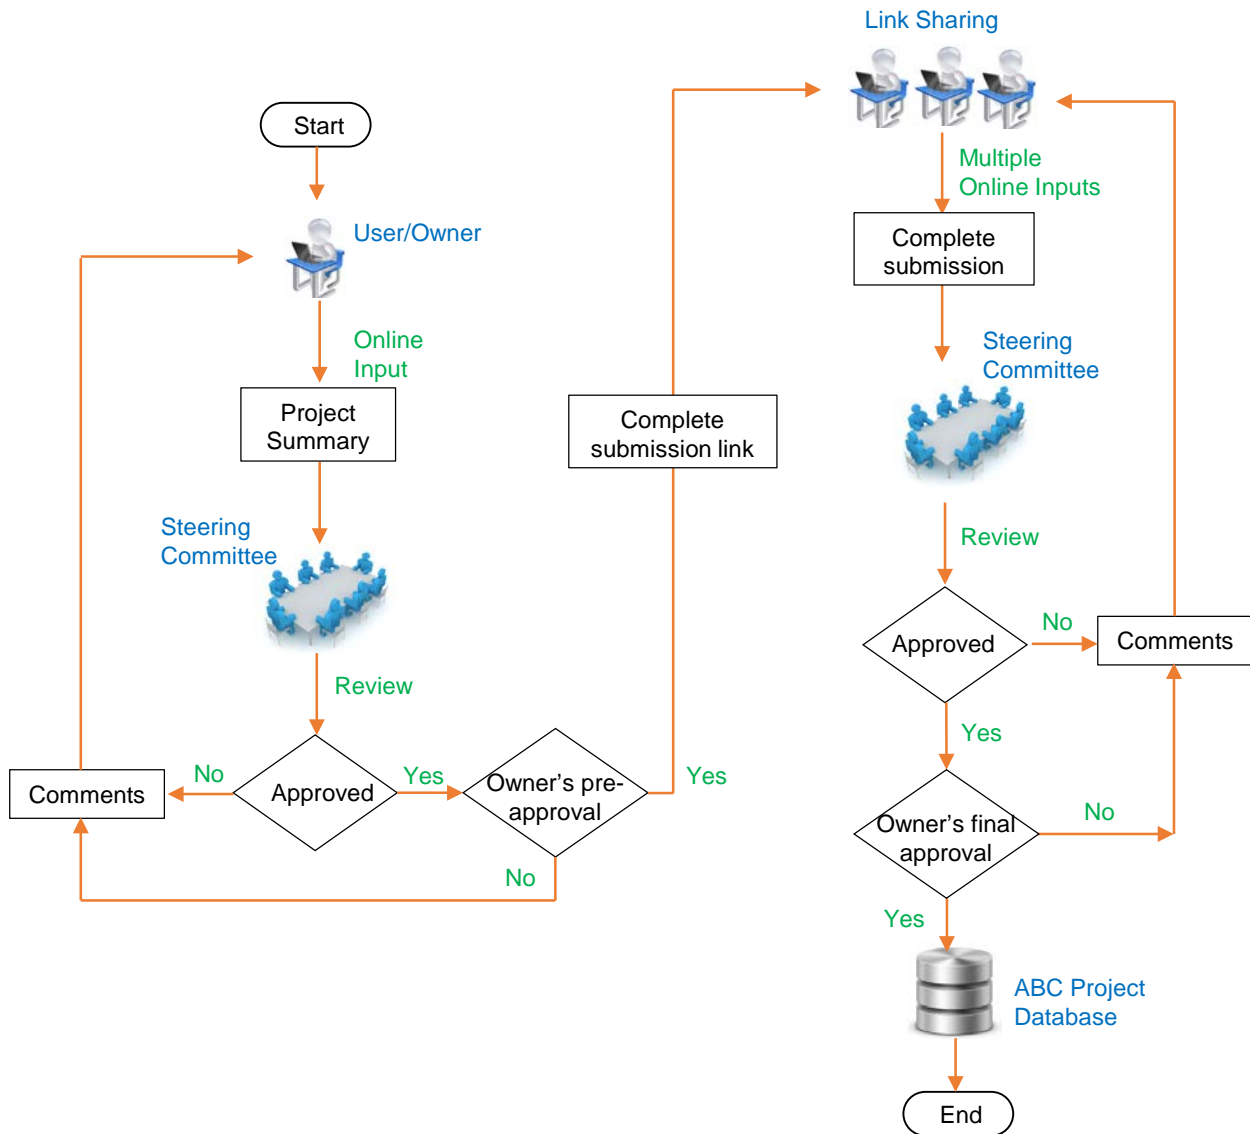 Start
User/Owner
Online
Input
Project
Summary
Steering
Committee
Review
Approved
No
Comments
Yes
Owner's pre-
approval
No
Yes
Complete
submission link
Link Sharing
Multiple
Online Inputs
Complete
submission
Steering
Committee
Review
Approved
No
Comments
Yes
Owner's final
approval
No
Yes
ABC Project
Database
End